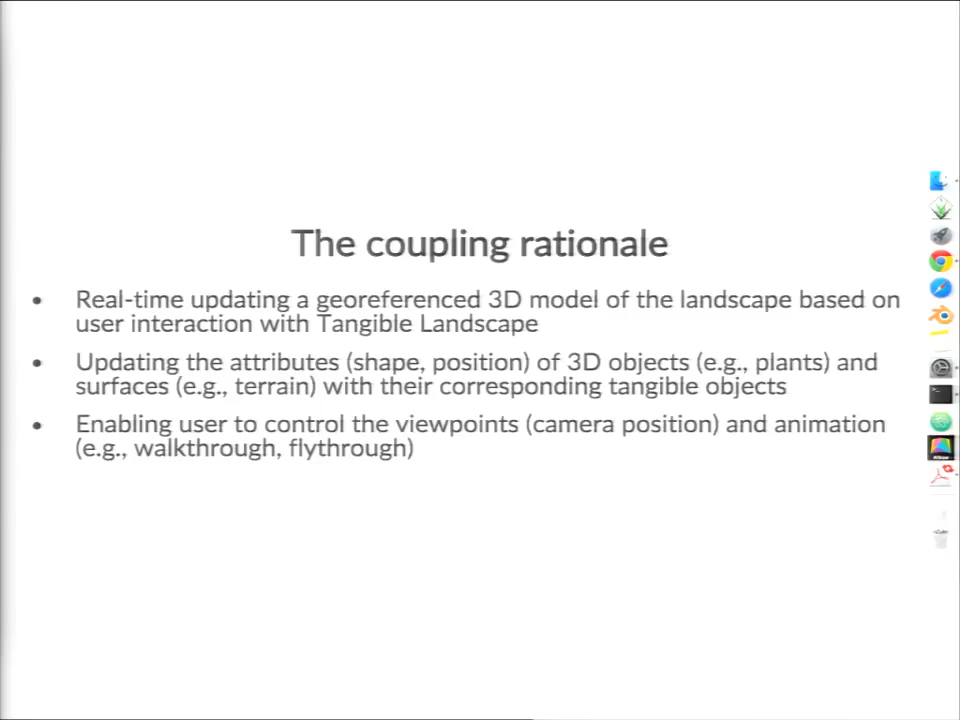 The coupling rationale
• Real-time updating a georeferenced 3D model of the landscape based on
user interaction with Tangible Landscape
• Updating the attributes (shape, position) of 3D objects (e.g., plants) and
surfaces (e.g., terrain) with their corresponding tangible objects
• Enabling user to control the viewpoints (camera position) and animation
(e.g., walkthrough, flythrough)